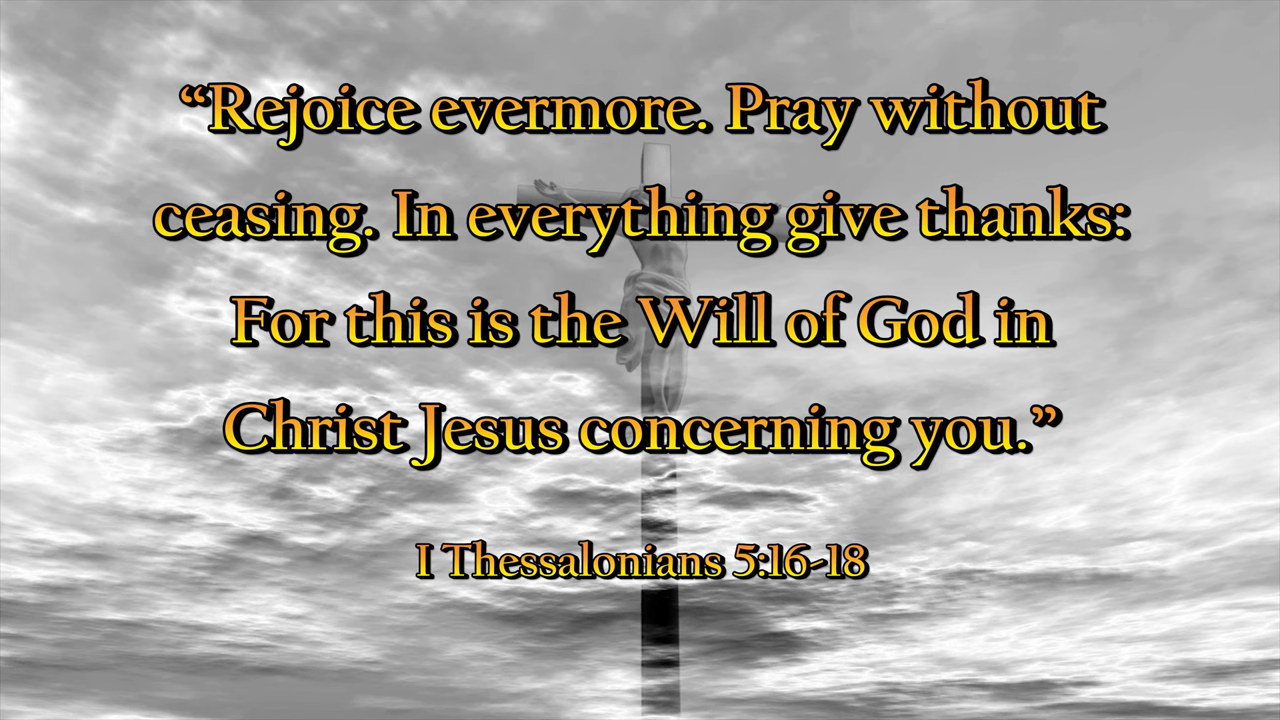 “Rejoice evermore. Pray without
ceasing. In everything give thanks:
For this is the Will of God in
Christ Jesus concerning you.”
I Thessalonians 5:16-18